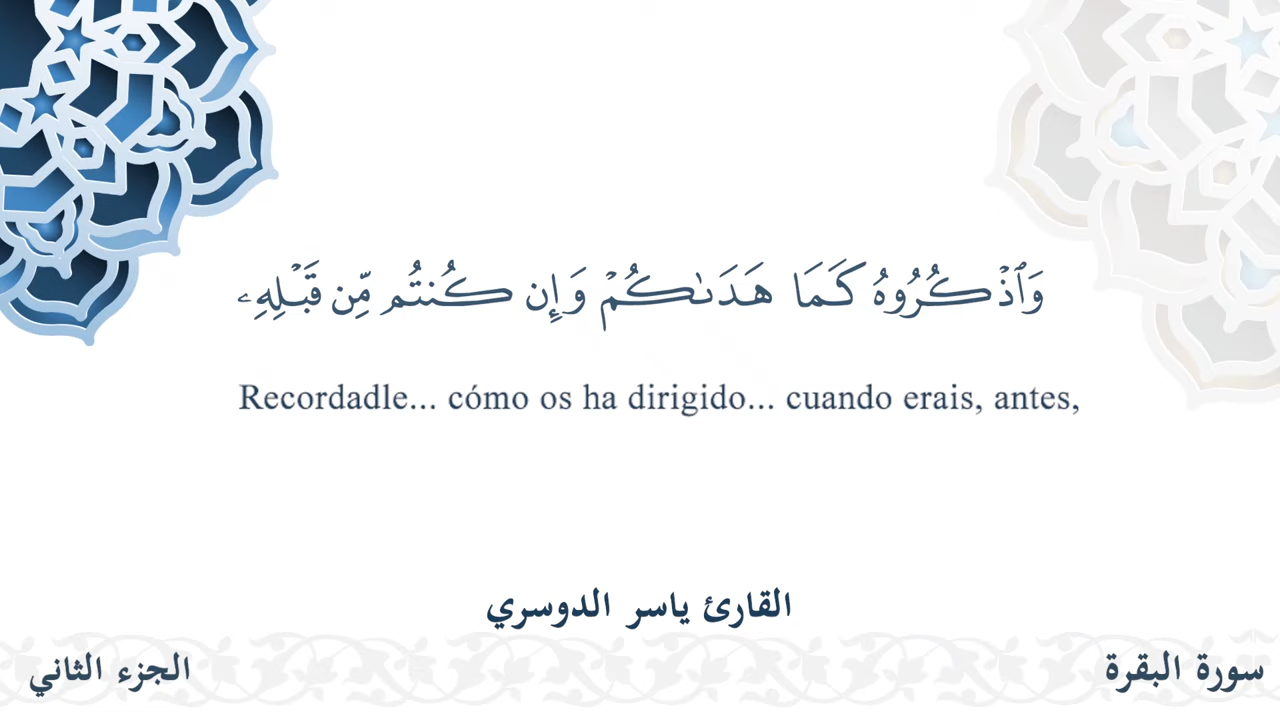 وَٱذۡكُرُوهُ كَمَا هَدَىٰكُمۡ وَإِن كُنتُم مِّن قَبۡلِهِۦ
Recordadle... cómo os ha dirigido... cuando erais, antes,
القارئ ياسر الدوسري
سورة البقرة
الجزء الثاني